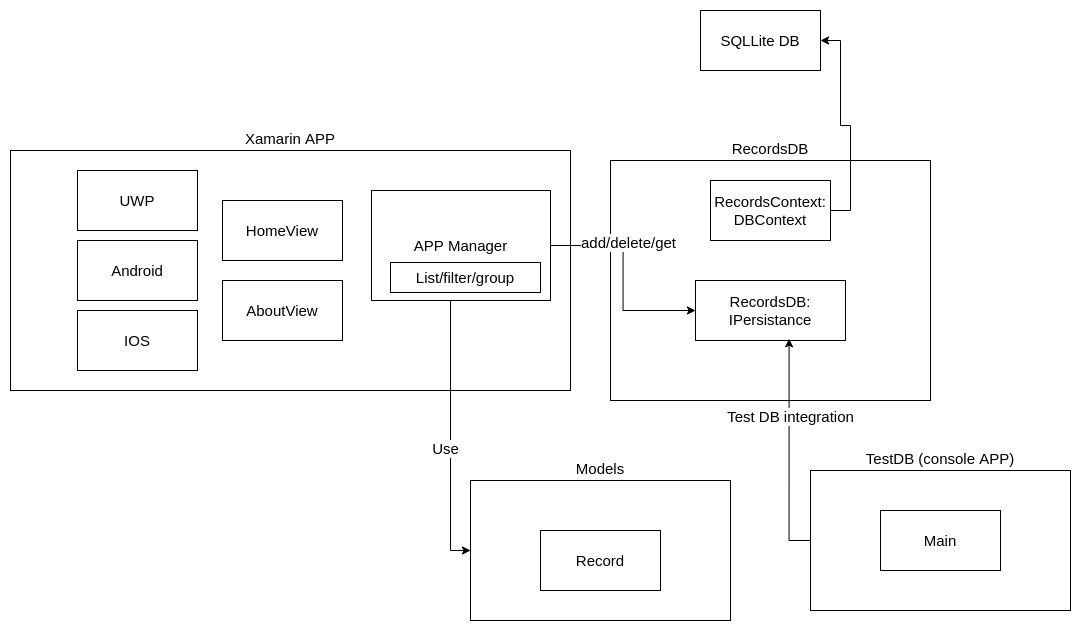 SQLLite DB
Xamarin APP
RecordsDB
UWP
HomeView
RecordsContext:
DBContext
APP Manager
add/delete/get
Android
List/filter/group
AboutView
RecordsDB:
IPersistance
IOS
Test DB integration
Use
Models
TestDB (console APP)
Main
Record